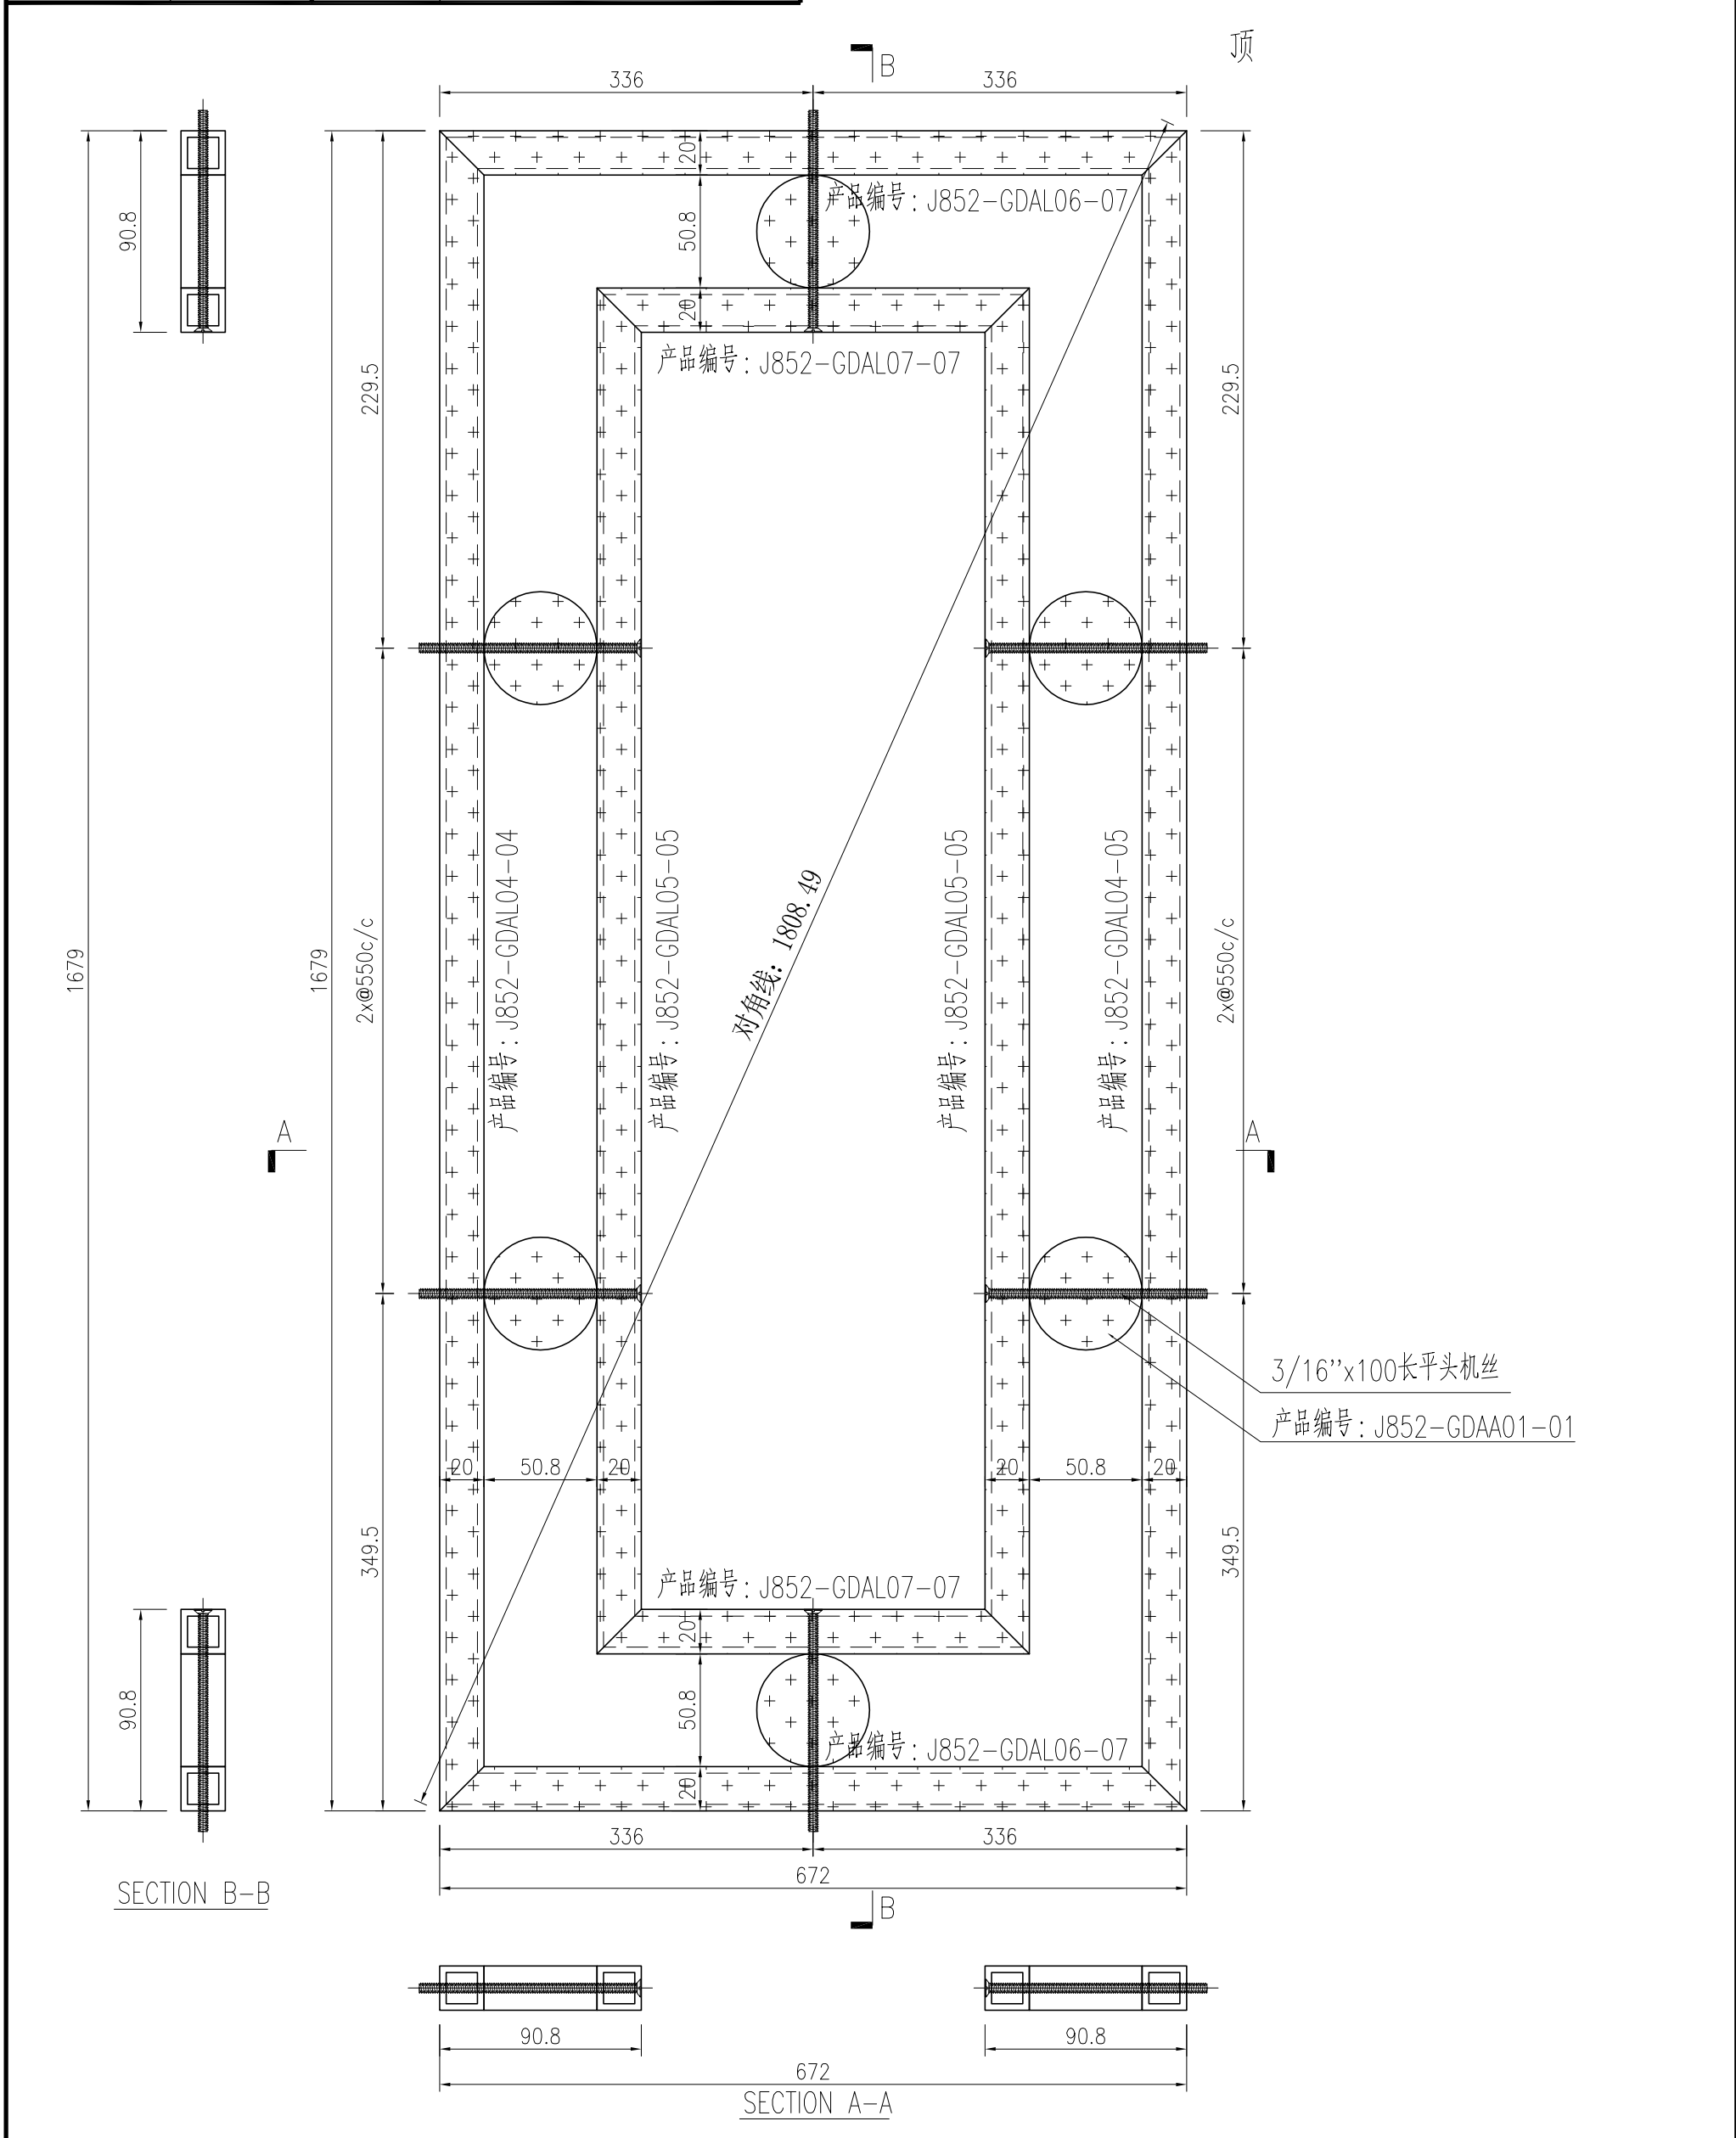 顶
B
336
336
20
产品编号:J852-GDAL06-07
90.8
50.8
20
产品编号:J852-GDAL07-07
229.5
229.5
产品编号:J852-GDAL04-04
产品编号:J852-GDAL05-05
对角线: 1808.49
产品编号:J852-GDAL05-05
产品编号:J852-GDAL04-05
1679
1679
2x@550c/c
2x@550c/c
A
A
3/16''x100长平头机丝
产品编号:J852-GDAA01-01
20
50.8
20
20
50.8
20
349.5
349.5
产品编号:J852-GDAL07-07
20
90.8
50.8
产品编号:J852-GDAL06-07
20
336
336
672
SECTION B-B
B
90.8
90.8
672
SECTION A-A